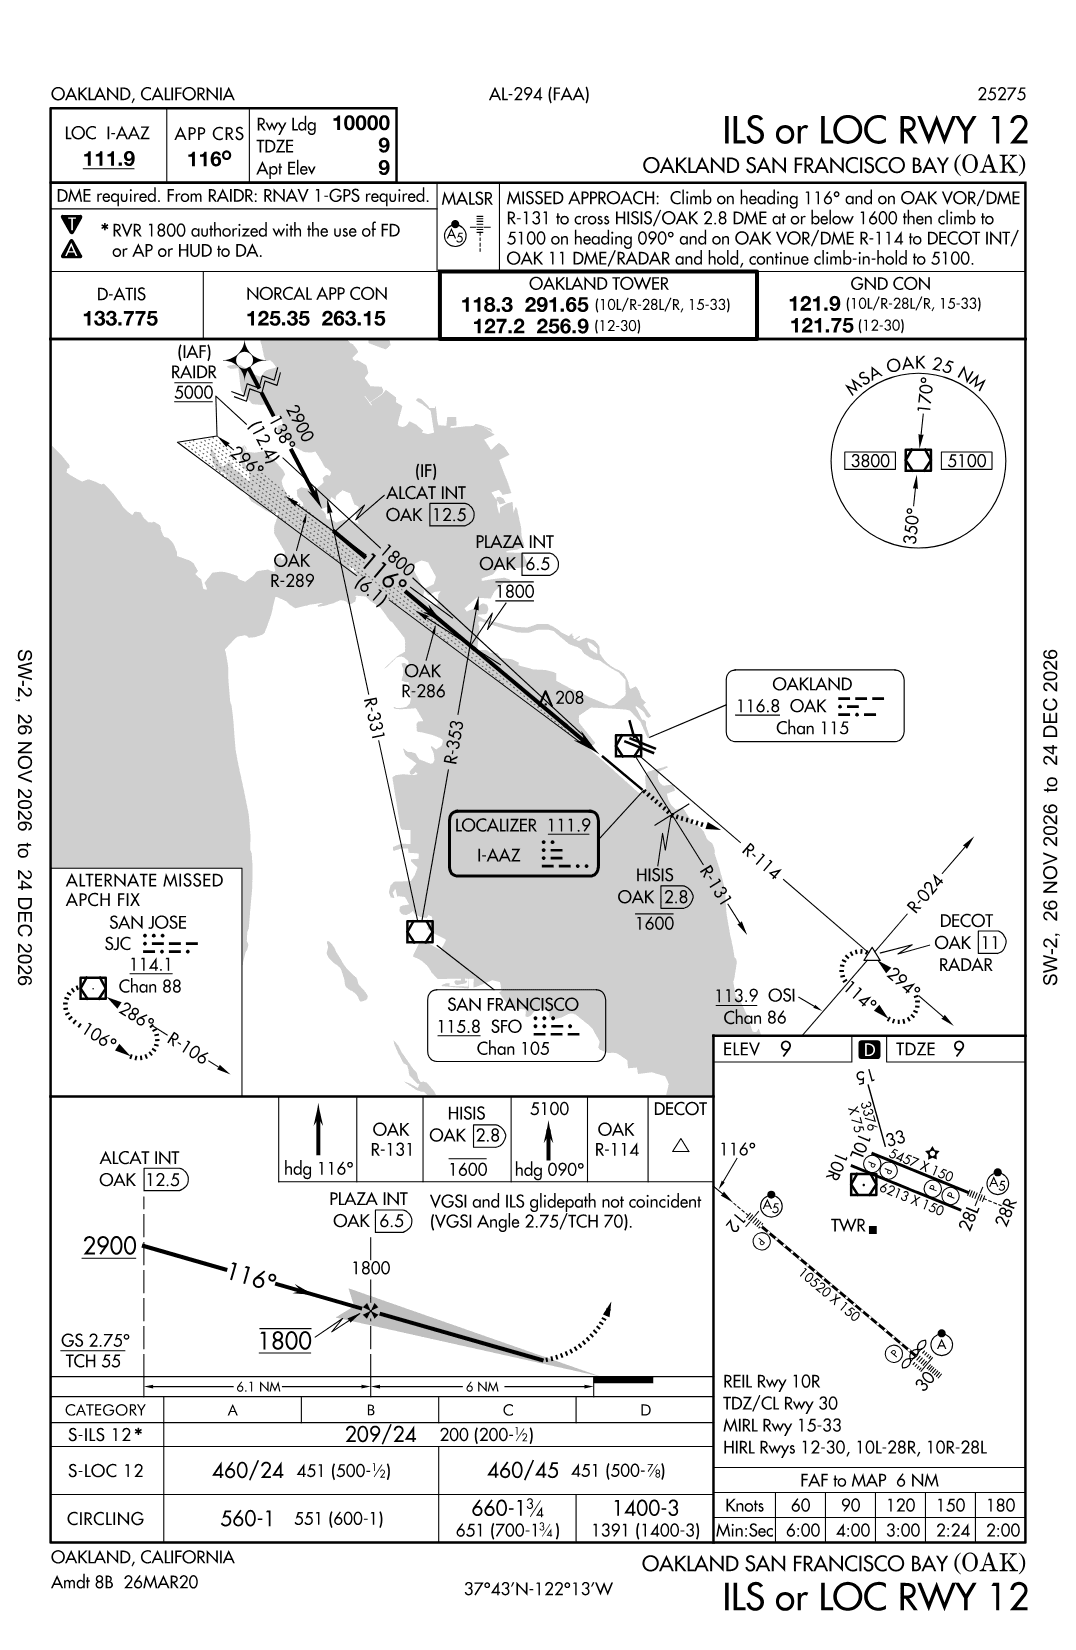 OAKLAND, CALIFORNIA
AL-294 (FAA)
25275
LOC I-AAZ
111.9
APP CRS
116°
Rwy Ldg 10000
TDZE 9
Apt Elev 9
ILS or LOC RWY 12
OAKLAND SAN FRANCISCO BAY (OAK)
DME required. From RAIDR: RNAV 1-GPS required.
T
A
* RVR 1800 authorized with the use of FD
or AP or HUD to DA.
MALSR
A5
MISSED APPROACH: Climb on heading 116° and on OAK VOR/DME
R-131 to cross HISIS/OAK 2.8 DME at or below 1600 then climb to
5100 on heading 090° and on OAK VOR/DME R-114 to DECOT INT/
OAK 11 DME/RADAR and hold, continue climb-in-hold to 5100.
D-ATIS
133.775
NORCAL APP CON
125.35 263.15
OAKLAND TOWER
118.3 291.65 (10L/R-28L/R, 15-33)
127.2 256.9 (12-30)
GND CON
121.9 (10L/R-28L/R, 15-33)
121.75 (12-30)
(IAF)
RAIDR
5000
2900
138°
(12.4)
296°
(IF)
ALCAT INT
OAK 12.5
OAK
R-289
PLAZA INT
OAK 6.5
1800
1800
116°
(6.1)
OAK
R-286
208
R-331
R-353
MSA OAK 25 NM
170°
3800
5100
350°
OAKLAND
116.8 OAK
Chan 115
LOCALIZER 111.9
I-AAZ
HISIS
OAK 2.8
1600
R-131
R-114
R-024
DECOT
OAK 11
RADAR
294°
114°
113.9 OSI
Chan 86
SAN FRANCISCO
115.8 SFO
Chan 105
ALTERNATE MISSED
APCH FIX
SAN JOSE
SJC
114.1
Chan 88
286°
106°
R-106
SW-2, 26 NOV 2026 to 24 DEC 2026
SW-2, 26 NOV 2026 to 24 DEC 2026
ELEV 9
D
TDZE 9
15
3376 X 75
33
10L
10R
5457 X 150
6213 X 150
28L
28R
A5
P
P
P
P
TWR
116°
12
A5
P
10520 X 150
P
A
30
REIL Rwy 10R
TDZ/CL Rwy 30
MIRL Rwy 15-33
HIRL Rwys 12-30, 10L-28R, 10R-28L
FAF to MAP 6 NM
Knots 60 90 120 150 180
Min:Sec 6:00 4:00 3:00 2:24 2:00
hdg 116°
OAK
R-131
HISIS
OAK 2.8
1600
5100
hdg 090°
OAK
R-114
DECOT
ALCAT INT
OAK 12.5
PLAZA INT
OAK 6.5
VGSI and ILS glidepath not coincident
(VGSI Angle 2.75/TCH 70).
2900
116°
1800
1800
GS 2.75°
TCH 55
6.1 NM
6 NM
CATEGORY A B C D
S-ILS 12* 209/24 200 (200-½)
S-LOC 12 460/24 451 (500-½) 460/45 451 (500-⅞)
CIRCLING 560-1 551 (600-1) 660-1¾ 651 (700-1¾) 1400-3 1391 (1400-3)
OAKLAND, CALIFORNIA
Amdt 8B 26MAR20
37°43'N-122°13'W
OAKLAND SAN FRANCISCO BAY (OAK)
ILS or LOC RWY 12